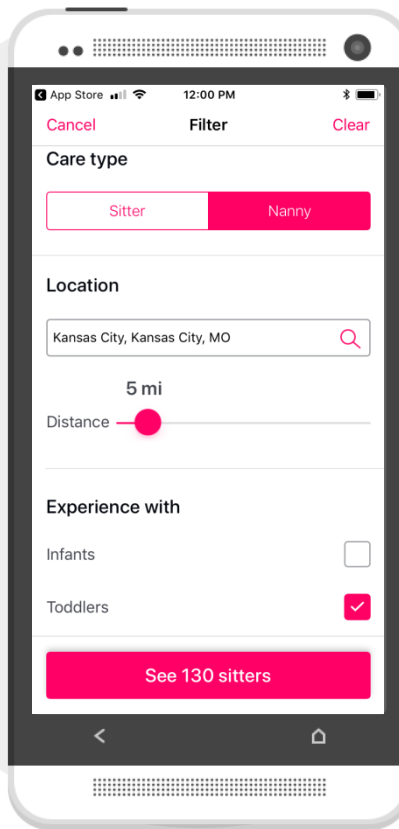 App Store 12:00 PM
Cancel Filter Clear
Care type
Sitter Nanny
Location
Kansas City, Kansas City, MO
5 mi
Distance
Experience with
Infants
Toddlers
See 130 sitters